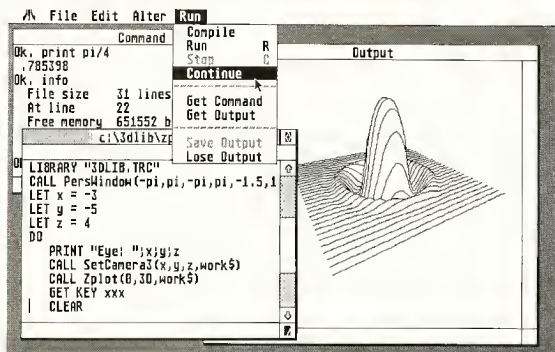 File Edit Alter Run
Command
Ok. print pi/4
.785398
Ok. info
File size 31 lines
At line 22
Free memory 651552 b
Compile
Run R
Stop C
Continue
Get Command
Get Output
Save Output
Lose Output
Output
c:\3dlib\zp
LIBRARY "3DLIB.TRC"
CALL PersWindow(-pi,pi,-pi,pi,-1.5,1
LET x = -3
LET y = -5
LET z = 4
DO
PRINT "Eye: ";x;y;z
CALL SetCamera3(x,y,z,work$)
CALL Zplot(0,30,work$)
GET KEY xxx
CLEAR